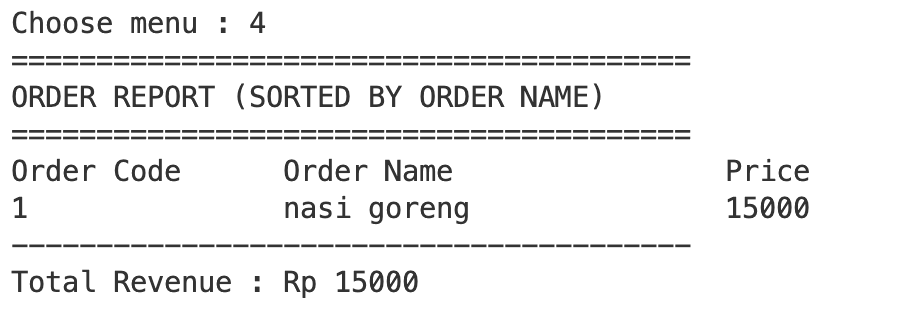 Choose menu : 4
========================================
ORDER REPORT (SORTED BY ORDER NAME)
========================================
Order Code      Order Name                Price
1               nasi goreng               15000
----------------------------------------
Total Revenue : Rp 15000